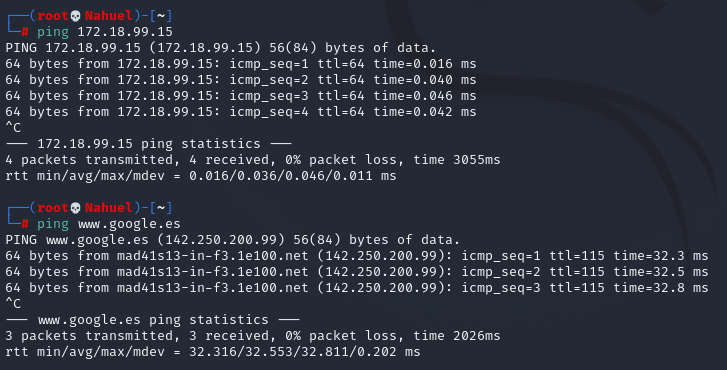 ┌──(root💀Nahuel)-[~]
└─# ping 172.18.99.15
PING 172.18.99.15 (172.18.99.15) 56(84) bytes of data.
64 bytes from 172.18.99.15: icmp_seq=1 ttl=64 time=0.016 ms
64 bytes from 172.18.99.15: icmp_seq=2 ttl=64 time=0.040 ms
64 bytes from 172.18.99.15: icmp_seq=3 ttl=64 time=0.046 ms
64 bytes from 172.18.99.15: icmp_seq=4 ttl=64 time=0.042 ms
^C
--- 172.18.99.15 ping statistics ---
4 packets transmitted, 4 received, 0% packet loss, time 3055ms
rtt min/avg/max/mdev = 0.016/0.036/0.046/0.011 ms
┌──(root💀Nahuel)-[~]
└─# ping www.google.es
PING www.google.es (142.250.200.99) 56(84) bytes of data.
64 bytes from mad41s13-in-f3.1e100.net (142.250.200.99): icmp_seq=1 ttl=115 time=32.3 ms
64 bytes from mad41s13-in-f3.1e100.net (142.250.200.99): icmp_seq=2 ttl=115 time=32.5 ms
64 bytes from mad41s13-in-f3.1e100.net (142.250.200.99): icmp_seq=3 ttl=115 time=32.8 ms
^C
--- www.google.es ping statistics ---
3 packets transmitted, 3 received, 0% packet loss, time 2026ms
rtt min/avg/max/mdev = 32.316/32.553/32.811/0.202 ms